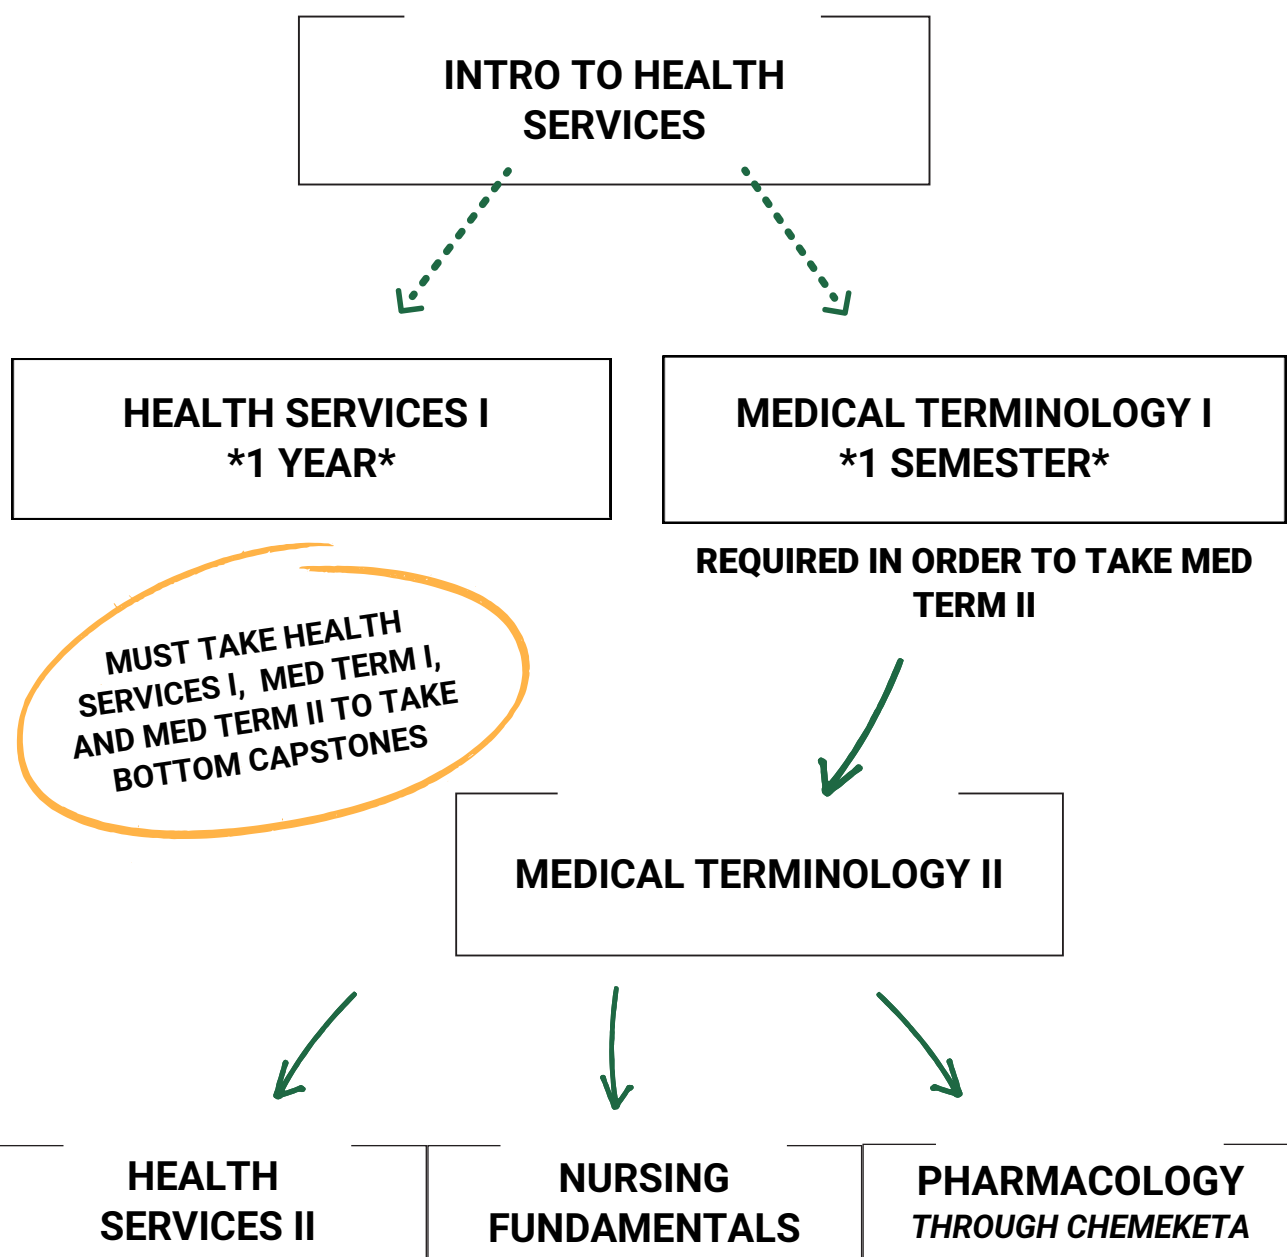 INTRO TO HEALTH
SERVICES
HEALTH SERVICES I
*1 YEAR*
MEDICAL TERMINOLOGY I
*1 SEMESTER*
REQUIRED IN ORDER TO TAKE MED
TERM II
MUST TAKE HEALTH
SERVICES I, MED TERM I,
AND MED TERM II TO TAKE
BOTTOM CAPSTONES
MEDICAL TERMINOLOGY II
HEALTH
SERVICES II
NURSING
FUNDAMENTALS
PHARMACOLOGY
THROUGH CHEMEKETA